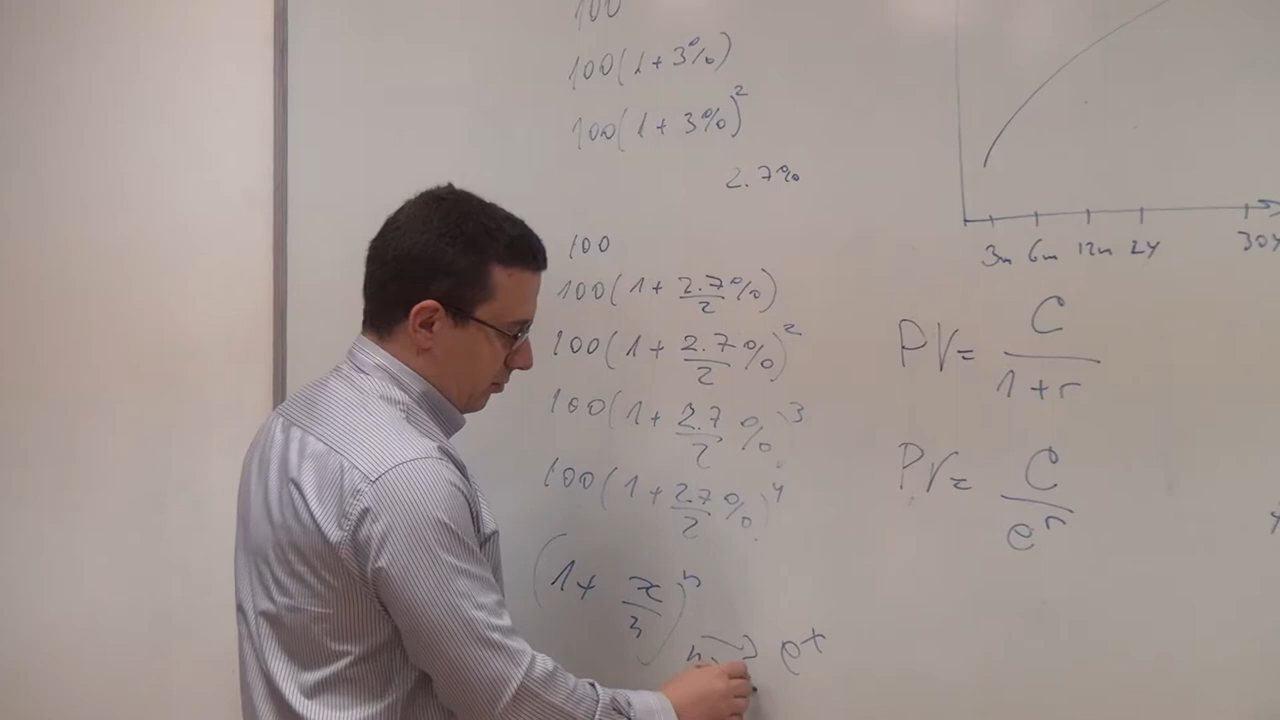 100
100(1+3%)
100(1+3%)²
2.7%
100
100(1+2.7/2%)
100(1+2.7/2%)²
100(1+2.7/2%)³
100(1+2.7/2%)⁴
(1+x/n)ⁿ
n→ eˣ
3m 6m 12m 2Y 30Y
PV= C/1+r
PV= C/eʳ